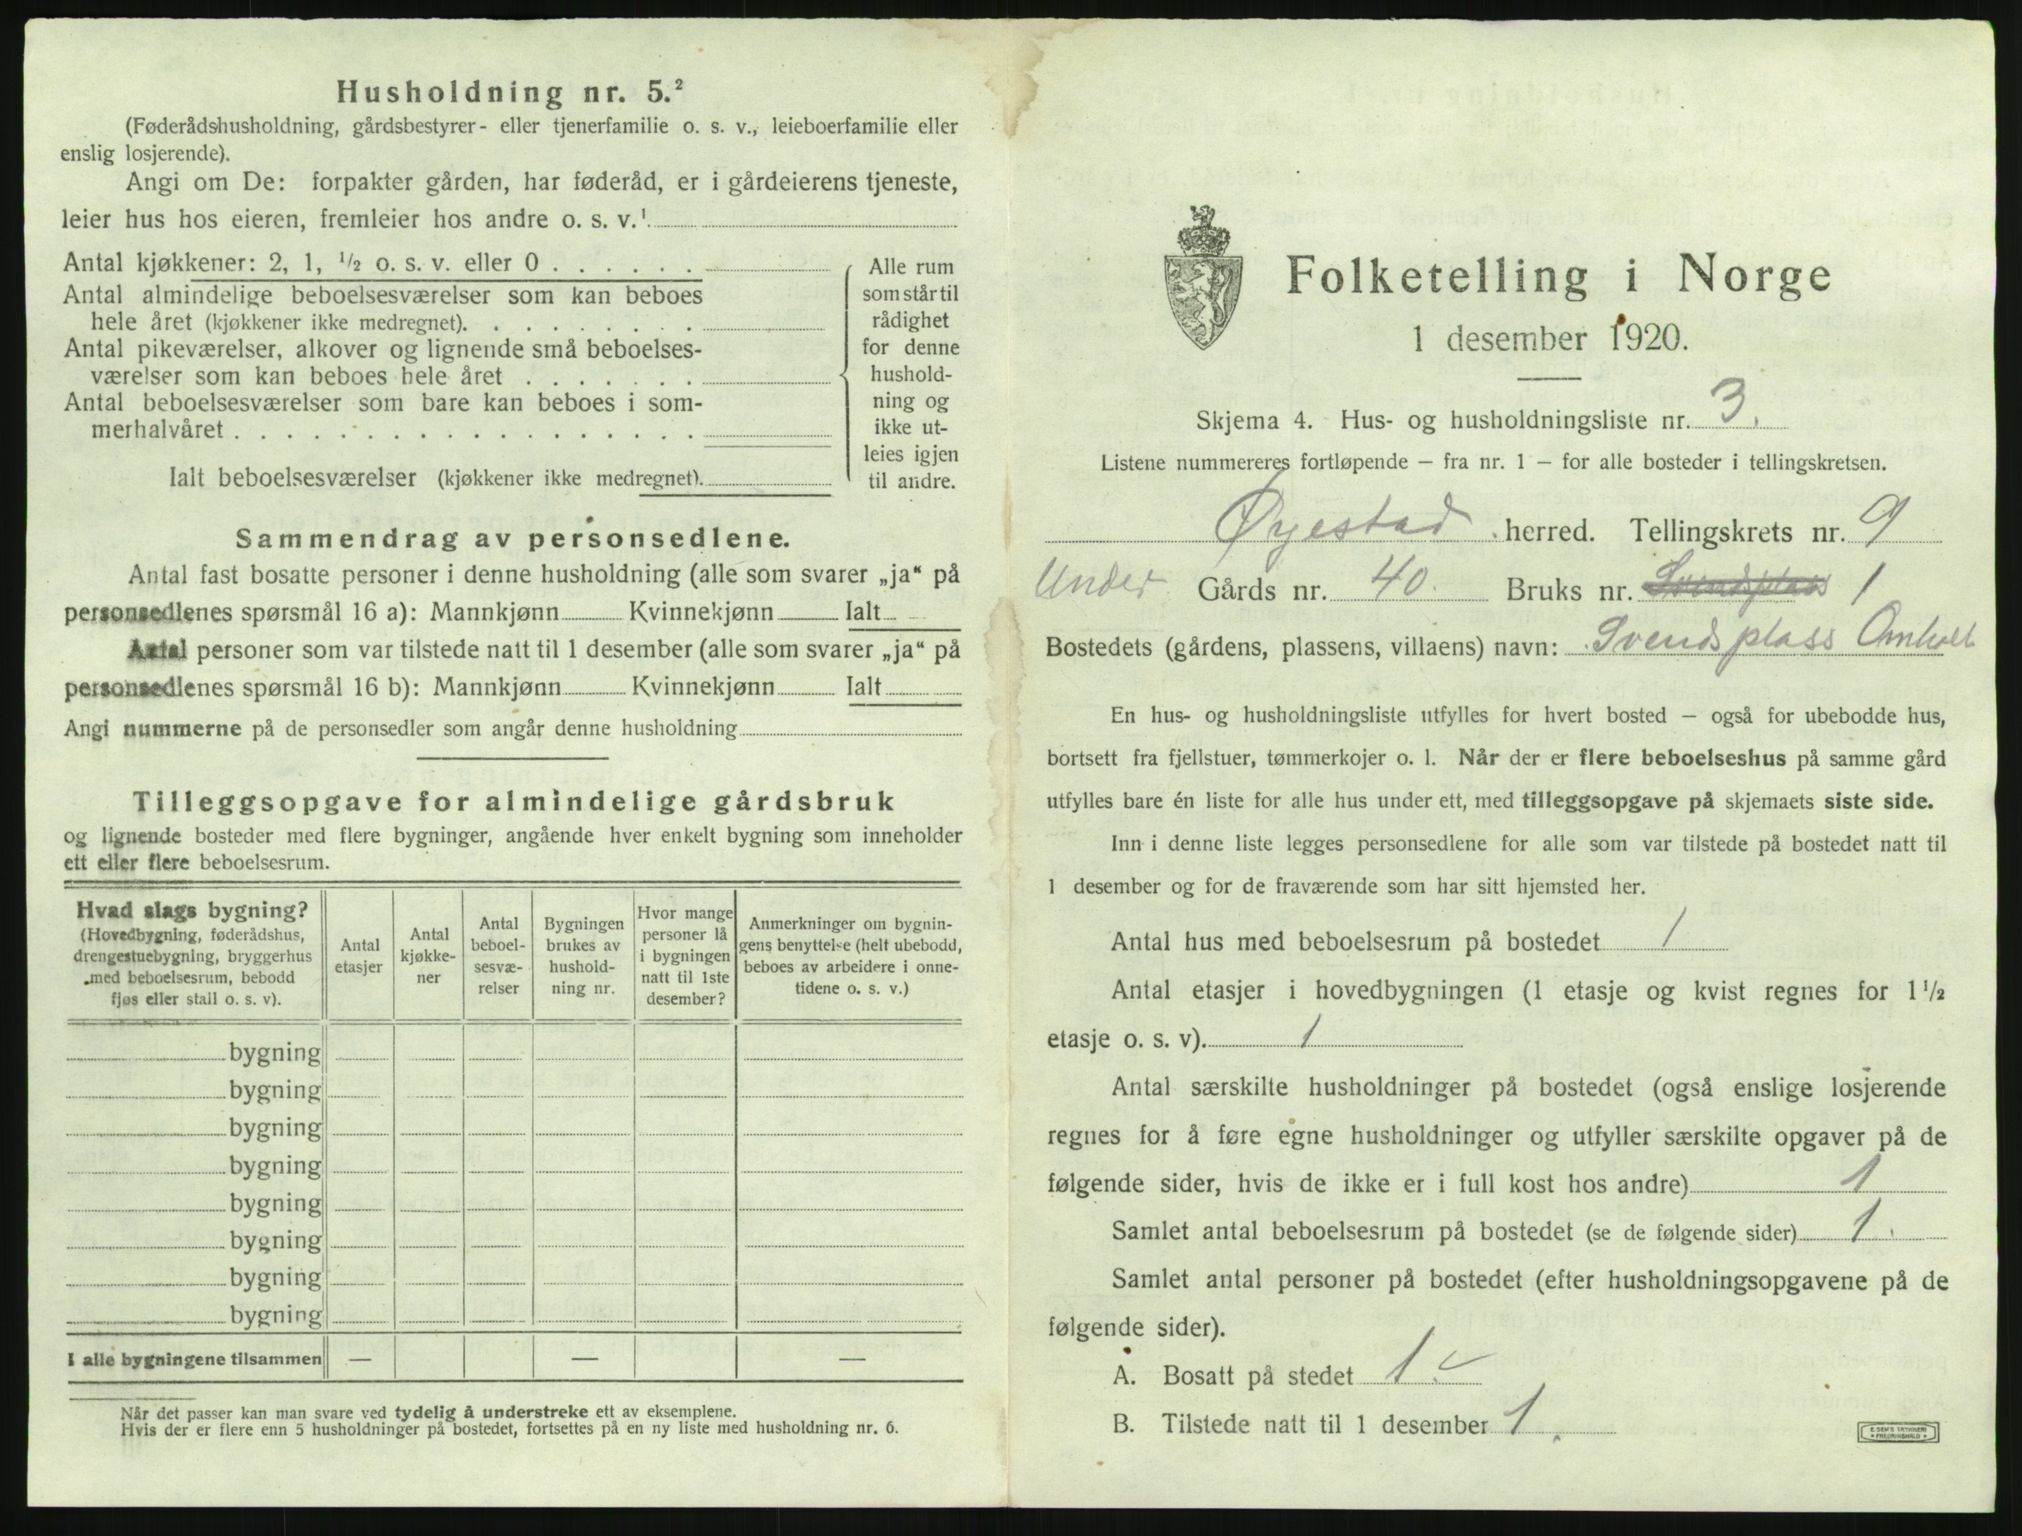 Husholdning nr. 5.²
(Føderådshusholdning, gårdsbestyrer- eller tjenerfamilie o. s. v., leieboerfamilie eller
enslig losjerende).
Angi om De: forpakter gården, har føderåd, er i gårdeierens tjeneste,
leier hus hos eieren, fremleier hos andre o. s. v.¹
Antal kjøkkener: 2, 1, ½ o. s. v. eller 0 . . . . . .
Antal almindelige beboelsesværelser som kan beboes
hele året (kjøkkener ikke medregnet). . . . . . . . .
Antal pikeværelser, alkover og lignende små beboelses-
værelser som kan beboes hele året . . . . . . .
Antal beboelsesværelser som bare kan beboes i som-
merhalvåret . . . . . . . . . . . . . . . . . .
Ialt beboelsesværelser (kjøkkener ikke medregnet).
Alle rum
som står til
rådighet
for denne
hushold-
ning og
ikke ut-
leies igjen
til andre.
Sammendrag av personsedlene.
Antal fast bosatte personer i denne husholdning (alle som svarer „ja“ på
personsedlenes spørsmål 16 a): Mannkjønn Kvinnekjønn Ialt
Antal personer som var tilstede natt til 1 desember (alle som svarer „ja“ på
personsedlenes spørsmål 16 b): Mannkjønn Kvinnekjønn Ialt
Angi nummerne på de personsedler som angår denne husholdning
Tilleggsopgave for almindelige gårdsbruk
og lignende bosteder med flere bygninger, angående hver enkelt bygning som inneholder
ett eller flere beboelsesrum.
Hvad slags bygning?
(Hovedbygning, føderådshus,
drengestuebygning, bryggerhus
med beboelsesrum, bebodd
fjøs eller stall o. s. v).
Antal
etasjer
Antal
kjøkke-
ner
Antal
beboel-
sesvæ-
relser
Bygningen
brukes av
hushold-
ning nr.
Hvor mange
personer lå
i bygningen
natt til 1ste
desember?
Anmerkninger om bygnin-
gens benyttelse (helt ubebodd,
beboes av arbeidere i onne-
tidene o. s. v.)
bygning
bygning
bygning
bygning
bygning
bygning
bygning
bygning
I alle bygningene tilsammen — — —
Når det passer kan man svare ved tydelig å understreke ett av eksemplene.
Hvis der er flere enn 5 husholdninger på bostedet, fortsettes på en ny liste med husholdning nr. 6.
Folketelling i Norge
1 desember 1920.
Skjema 4. Hus- og husholdningsliste nr. 3.
Listene nummereres fortløpende — fra nr. 1 — for alle bosteder i tellingskretsen.
Øyestad herred. Tellingskrets nr. 9
Under Gårds nr. 40. Bruks nr. Svendsplass 1
Bostedets (gårdens, plassens, villaens) navn: Svendsplass Omholt
En hus- og husholdningsliste utfylles for hvert bosted — også for ubebodde hus,
bortsett fra fjellstuer, tømmerkojer o. l. Når der er flere beboelseshus på samme gård
utfylles bare én liste for alle hus under ett, med tilleggsopgave på skjemaets siste side.
Inn i denne liste legges personsedlene for alle som var tilstede på bostedet natt til
1 desember og for de fraværende som har sitt hjemsted her.
Antal hus med beboelsesrum på bostedet 1
Antal etasjer i hovedbygningen (1 etasje og kvist regnes for 1½
etasje o. s. v). 1
Antal særskilte husholdninger på bostedet (også enslige losjerende
regnes for å føre egne husholdninger og utfyller særskilte opgaver på de
følgende sider, hvis de ikke er i full kost hos andre) 1
Samlet antal beboelsesrum på bostedet (se de følgende sider) 1.
Samlet antal personer på bostedet (efter husholdningsopgavene på de
følgende sider).
A. Bosatt på stedet 1.
B. Tilstede natt til 1 desember 1.
E. SEM'S TRYKKERI
FREDRIKSHALD